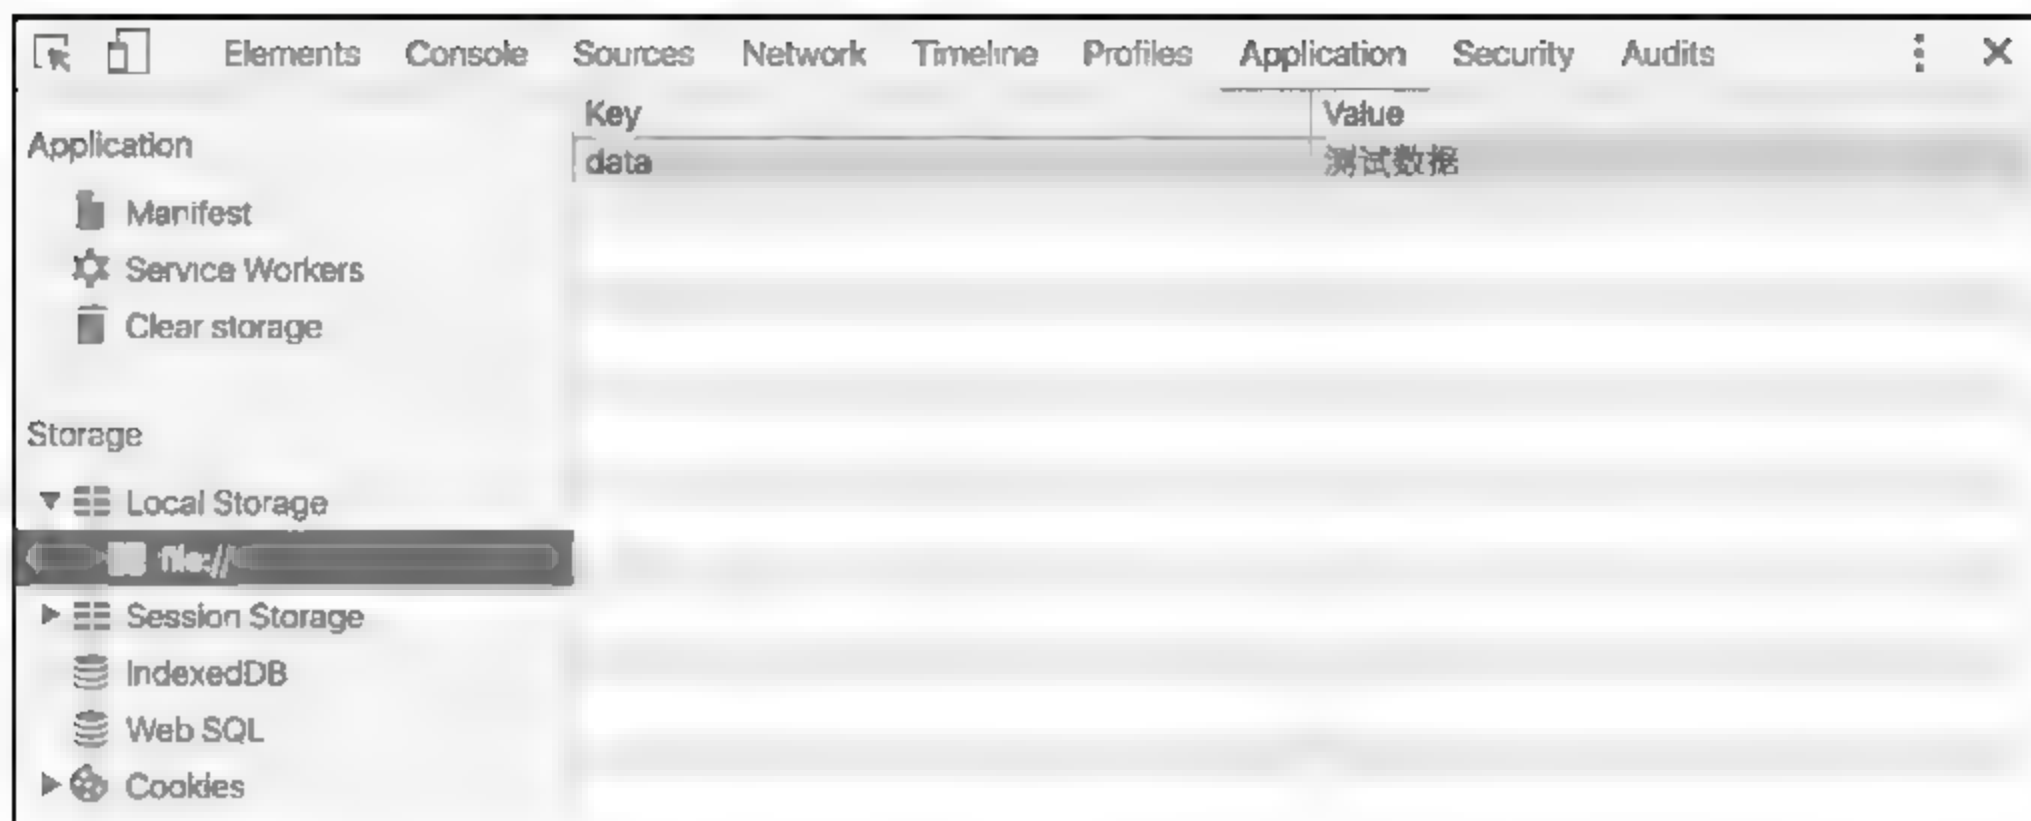 Elements Console Sources Network Timeline Profiles Application Security Audits
Key Value
Application
data 测试数据
Manifest
Service Workers
Clear storage
Storage
Local Storage
file://
Session Storage
IndexedDB
Web SQL
Cookies